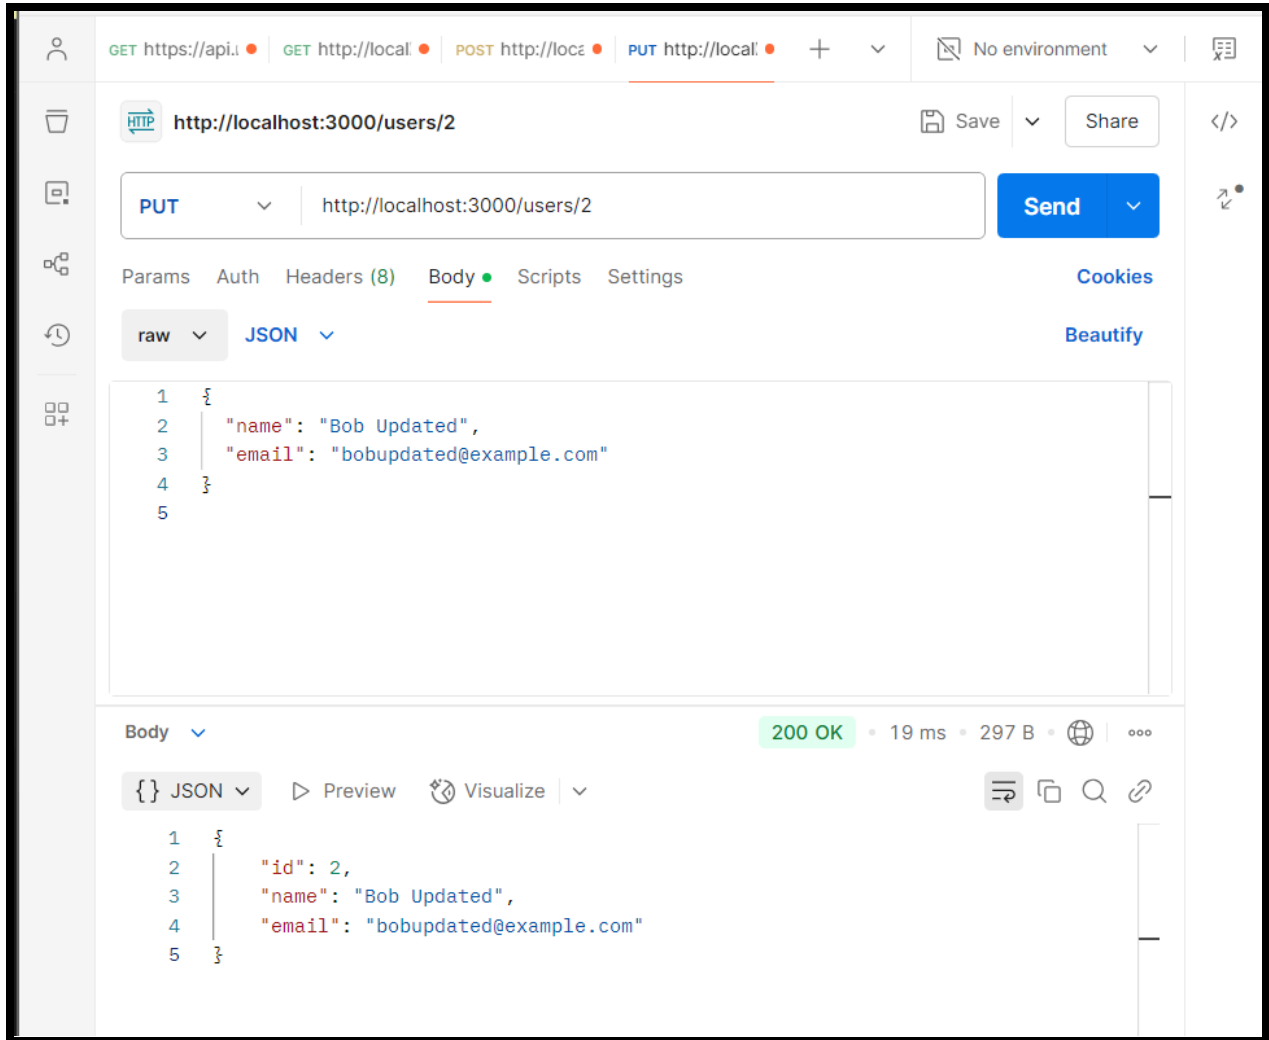 GET https://api.u GET http://local POST http://loca PUT http://local No environment
HTTP http://localhost:3000/users/2 Save Share </>
PUT http://localhost:3000/users/2 Send
Params Auth Headers (8) Body Scripts Settings Cookies
raw JSON Beautify
1 {
2 "name": "Bob Updated",
3 "email": "bobupdated@example.com"
4 }
5
Body 200 OK 19 ms 297 B
{} JSON Preview Visualize
1 {
2 "id": 2,
3 "name": "Bob Updated",
4 "email": "bobupdated@example.com"
5 }